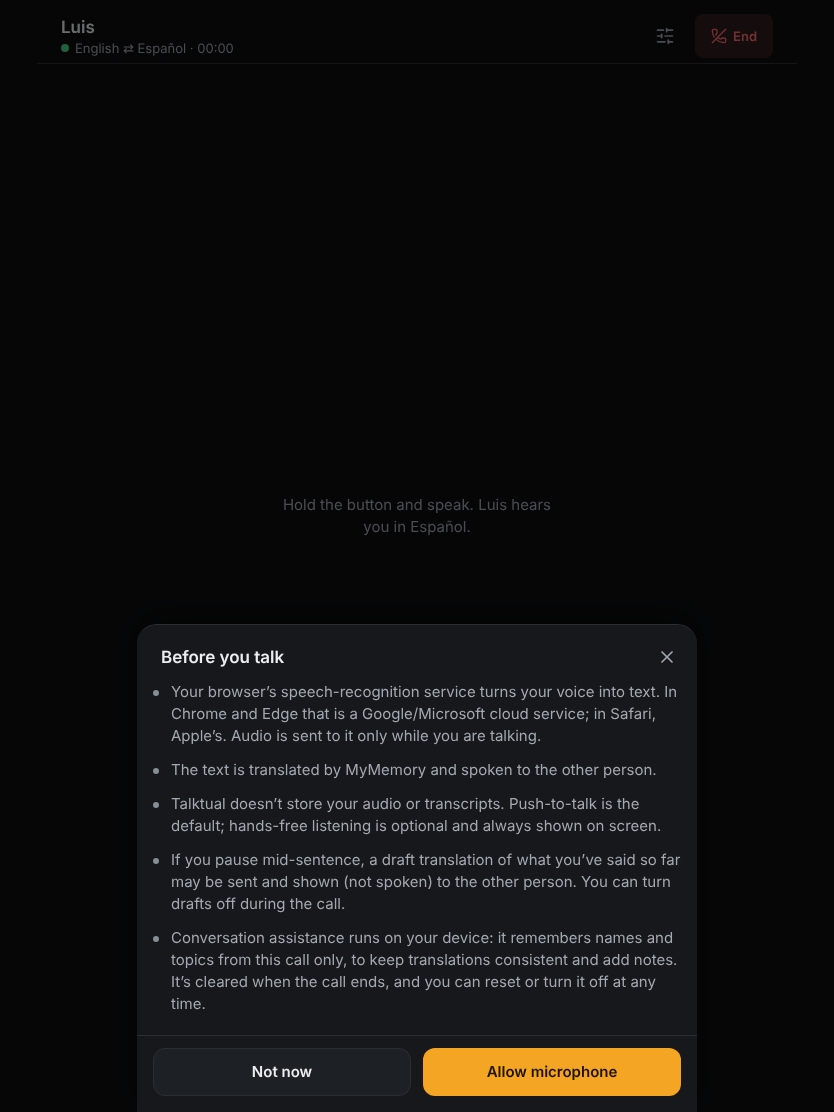 Luis
English ⇄ Español · 00:00
End
Hold the button and speak. Luis hears
you in Español.
Before you talk
Your browser’s speech-recognition service turns your voice into text. In
Chrome and Edge that is a Google/Microsoft cloud service; in Safari,
Apple’s. Audio is sent to it only while you are talking.
The text is translated by MyMemory and spoken to the other person.
Talktual doesn’t store your audio or transcripts. Push-to-talk is the
default; hands-free listening is optional and always shown on screen.
If you pause mid-sentence, a draft translation of what you’ve said so far
may be sent and shown (not spoken) to the other person. You can turn
drafts off during the call.
Conversation assistance runs on your device: it remembers names and
topics from this call only, to keep translations consistent and add notes.
It’s cleared when the call ends, and you can reset or turn it off at any
time.
Not now
Allow microphone